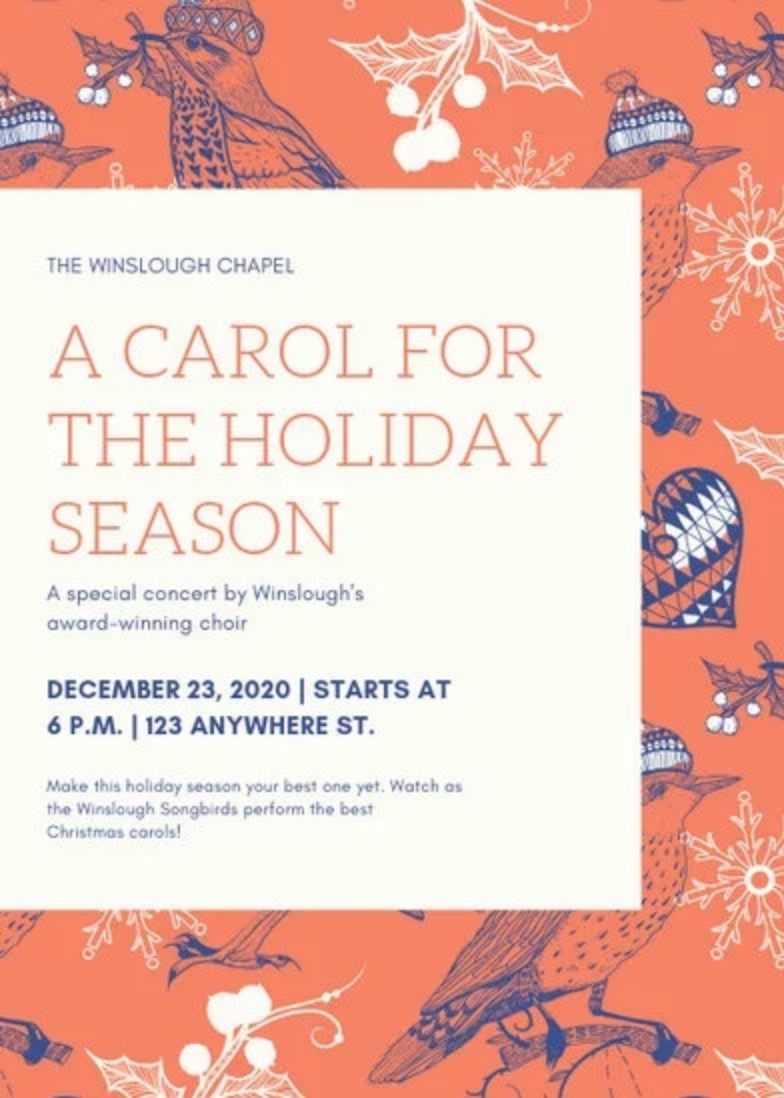 THE WINSLOUGH CHAPEL
A CAROL FOR
THE HOLIDAY
SEASON
A special concert by Winslough's
award-winning choir
DECEMBER 23, 2020 | STARTS AT
6 P.M. | 123 ANYWHERE ST.
Make this holiday season your best one yet. Watch as
the Winslough Songbirds perform the best
Christmas carols!